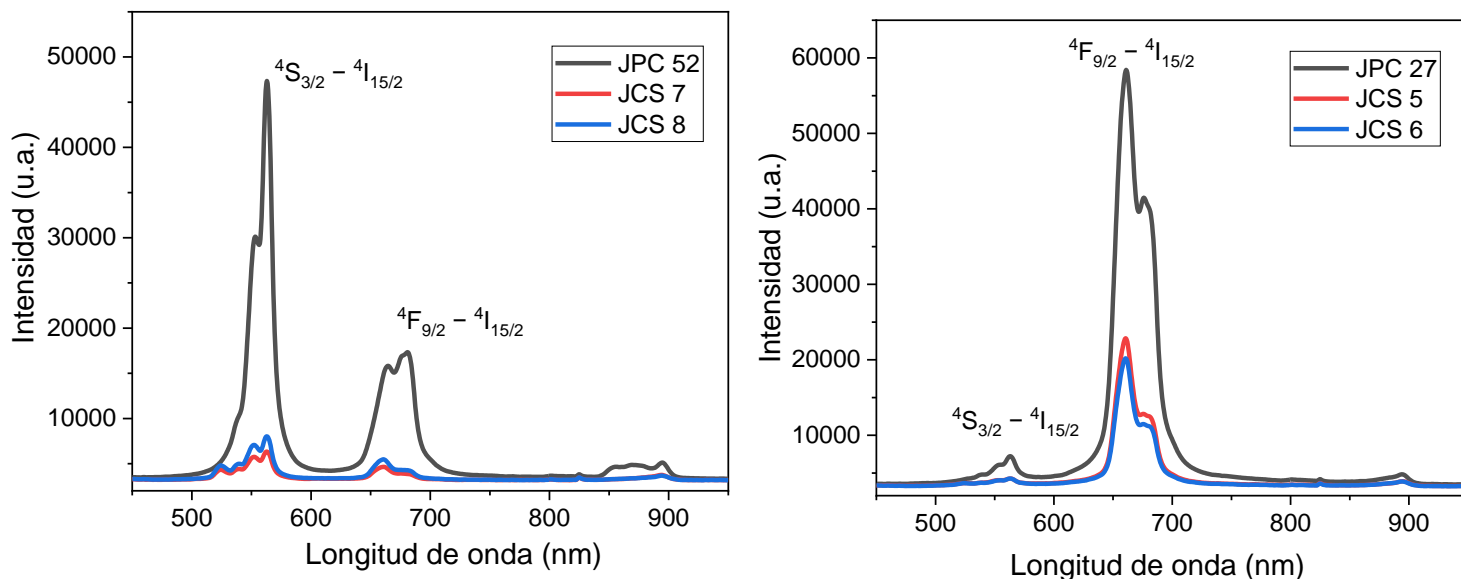 50000
40000
30000
20000
10000
Intensidad (u.a.)
⁴S₃/₂ − ⁴I₁₅/₂
⁴F₉/₂ − ⁴I₁₅/₂
JPC 52
JCS 7
JCS 8
500 600 700 800 900
Longitud de onda (nm)
60000
50000
40000
30000
20000
10000
Intensidad (u.a.)
⁴F₉/₂ − ⁴I₁₅/₂
⁴S₃/₂ − ⁴I₁₅/₂
JPC 27
JCS 5
JCS 6
500 600 700 800 900
Longitud de onda (nm)